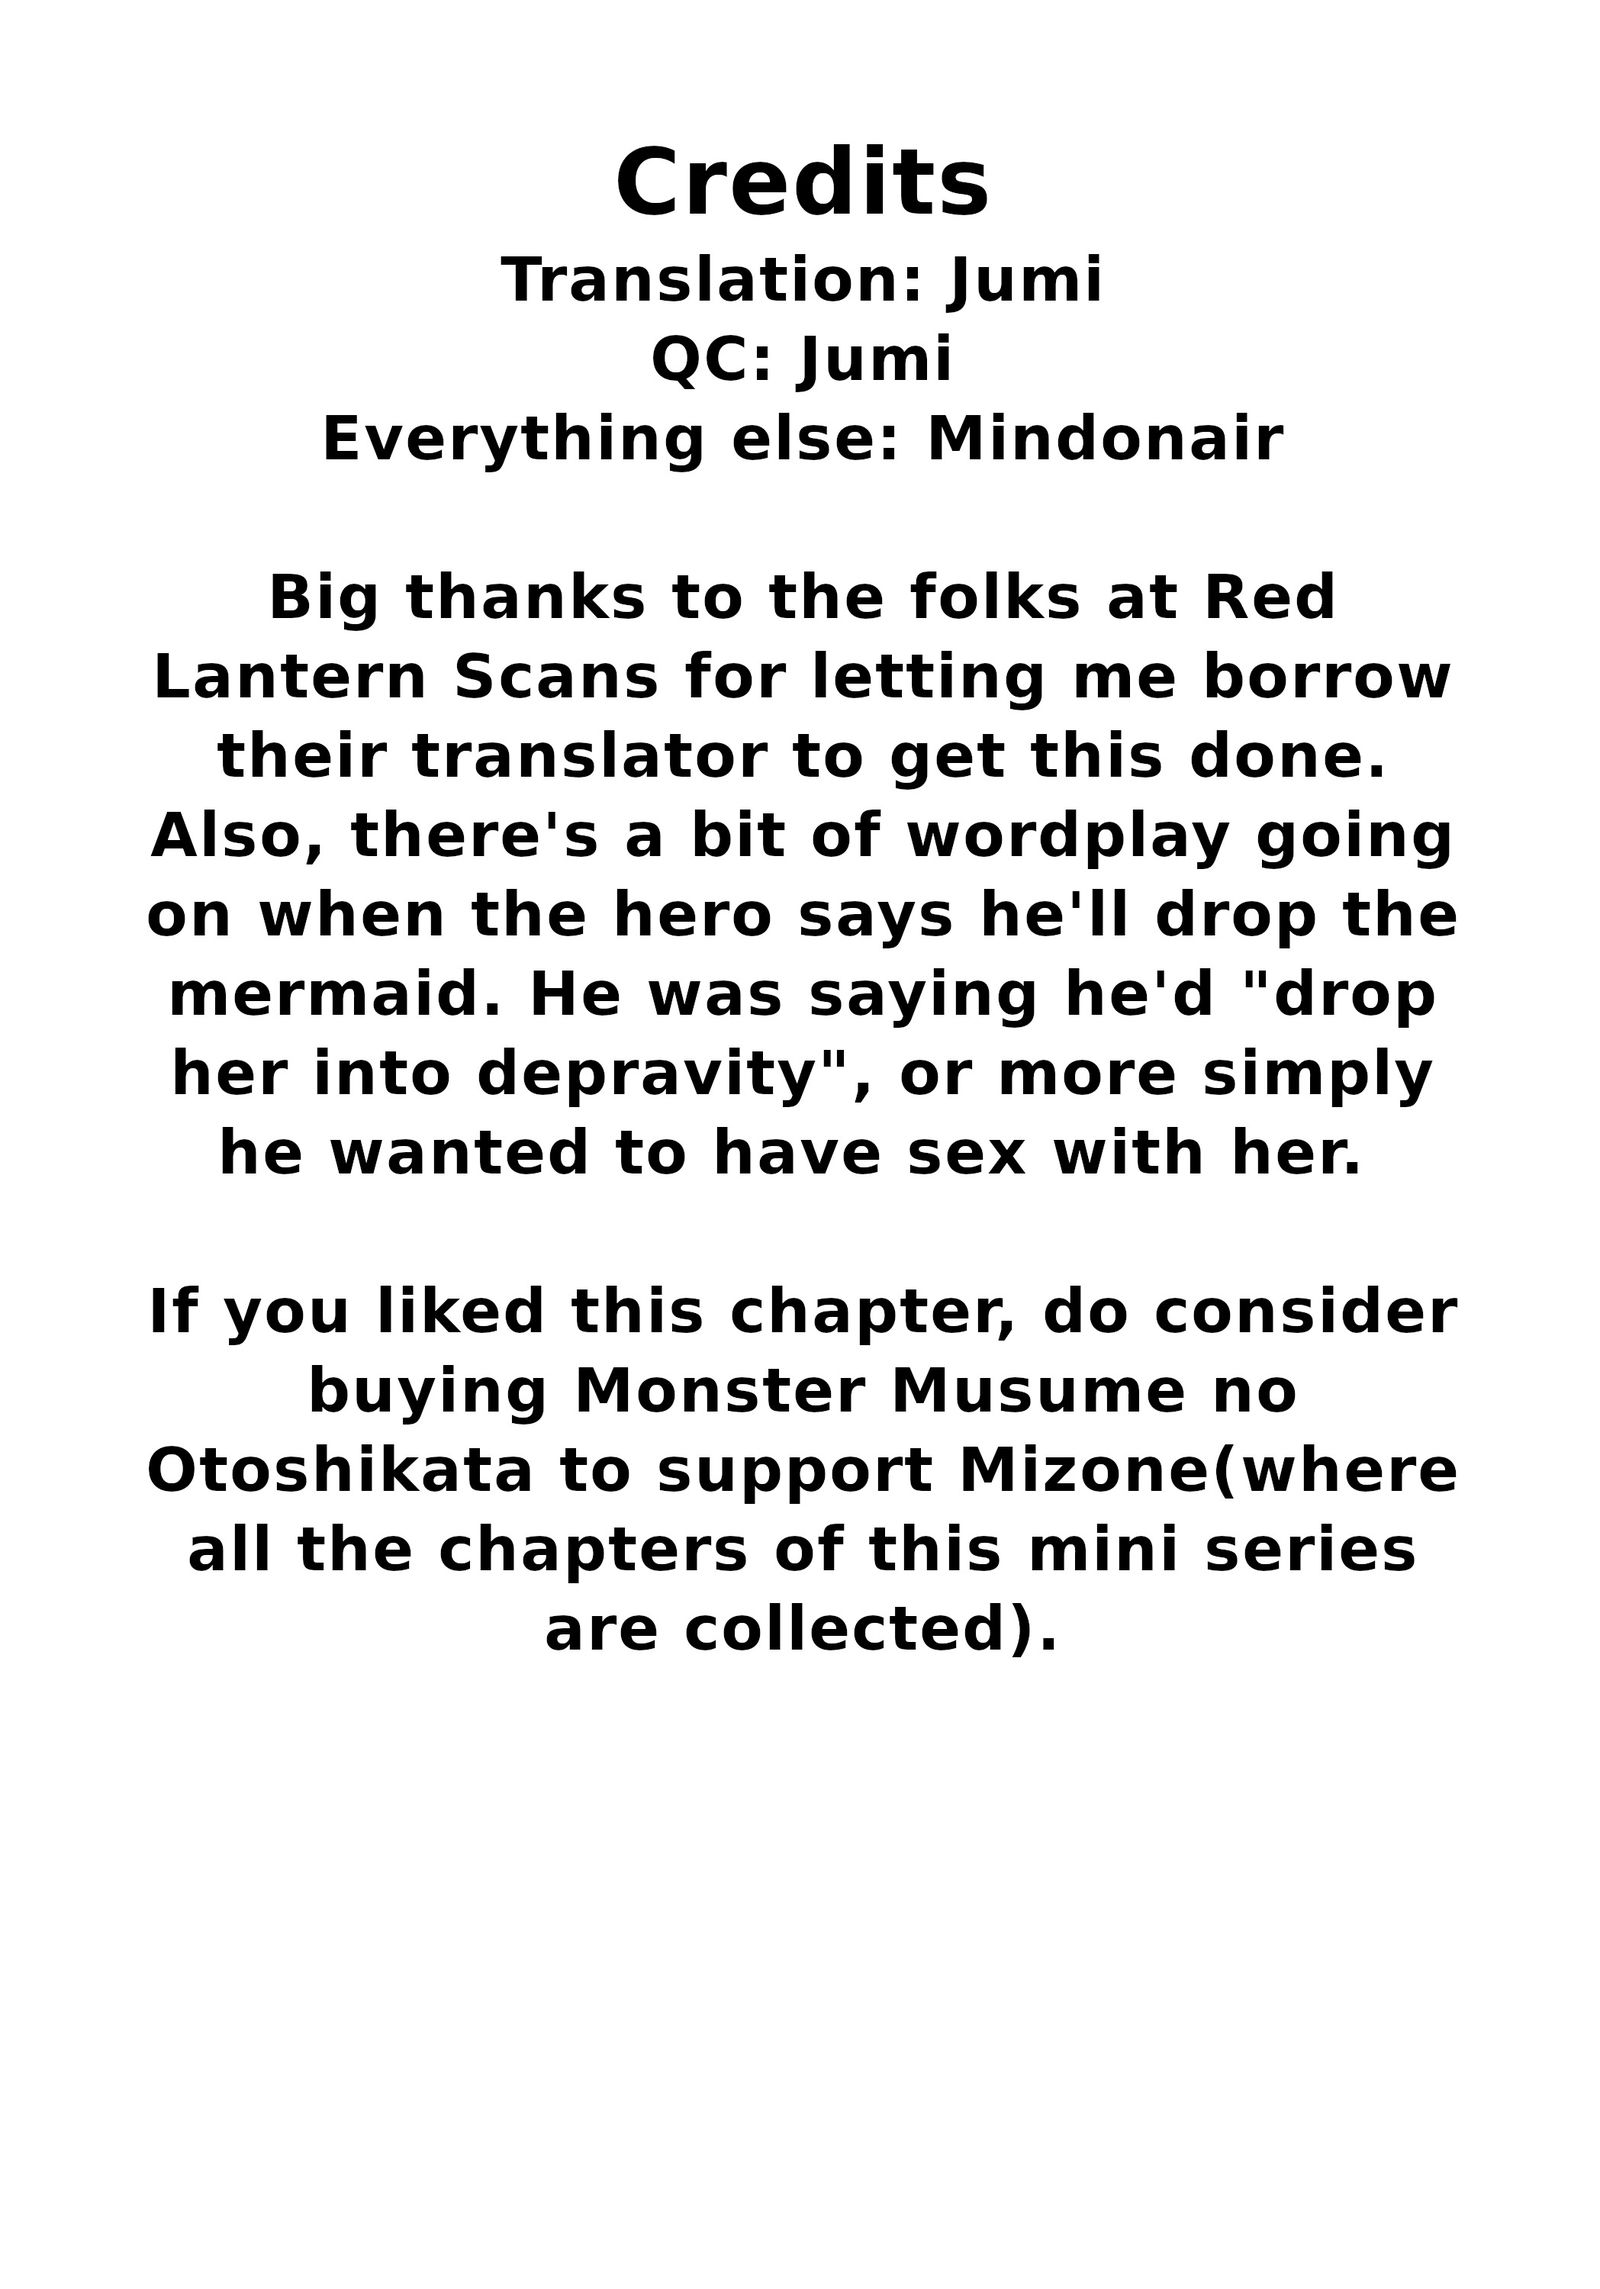 Credits
Translation: Jumi
QC: Jumi
Everything else: Mindonair
Big thanks to the folks at Red
Lantern Scans for letting me borrow
their translator to get this done.
Also, there's a bit of wordplay going
on when the hero says he'll drop the
mermaid. He was saying he'd "drop
her into depravity", or more simply
he wanted to have sex with her.
If you liked this chapter, do consider
buying Monster Musume no
Otoshikata to support Mizone(where
all the chapters of this mini series
are collected).